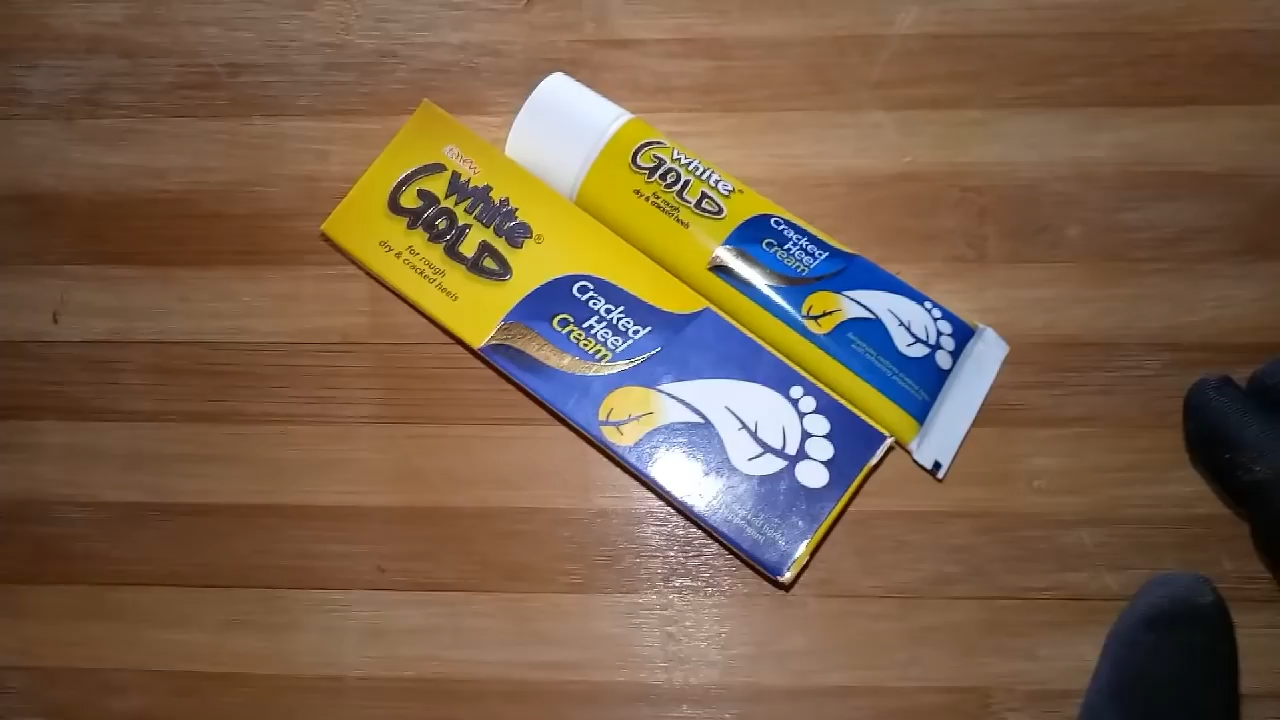 new
white
GOLD®
for rough
dry & cracked heels
Cracked
Heel
Cream
white
GOLD
for rough
dry & cracked heels
Cracked
Heel
Cream